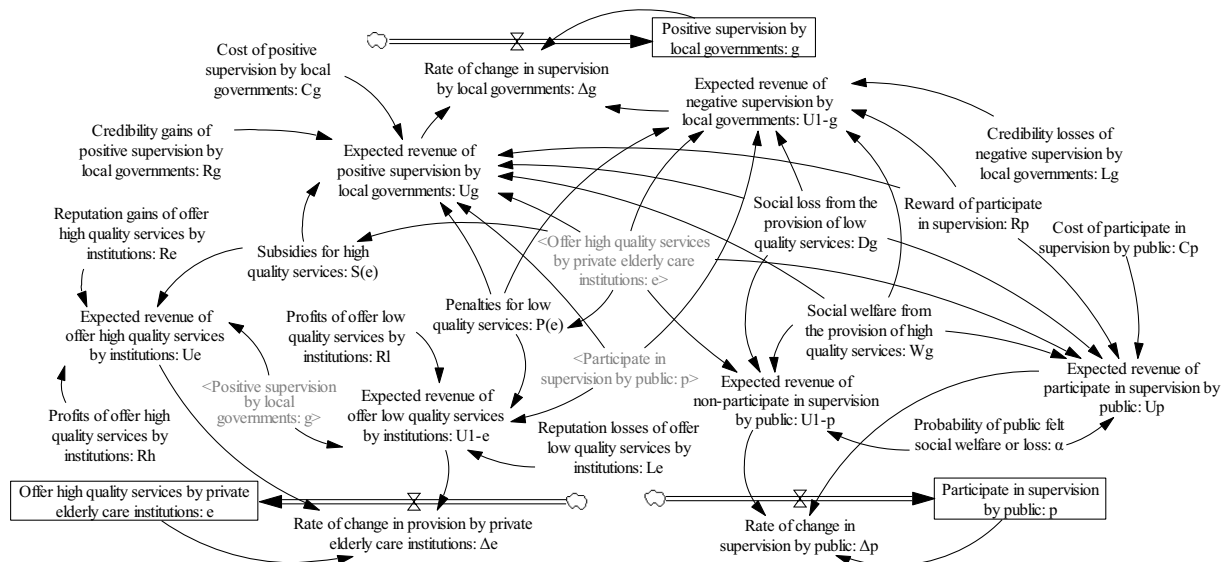 Positive supervision by
local governments: g
Cost of positive
supervision by local
governments: Cg
Rate of change in supervision
by local governments: Δg
Expected revenue of
negative supervision by
local governments: U1-g
Credibility gains of
positive supervision by
local governments: Rg
Expected revenue of
positive supervision by
local governments: Ug
Credibility losses of
negative supervision by
local governments: Lg
Reputation gains of offer
high quality services by
institutions: Re
Subsidies for high
quality services: S(e)
<Offer high quality services
by private elderly care
institutions: e>
Social loss from the
provision of low
quality services: Dg
Reward of participate
in supervision: Rp
Cost of participate in
supervision by public: Cp
Expected revenue of
offer high quality services
by institutions: Ue
Profits of offer low
quality services by
institutions: Rl
Penalties for low
quality services: P(e)
Social welfare from
the provision of high
quality services: Wg
<Positive supervision
by local
governments: g>
<Participate in
supervision by public: p>
Expected revenue of
participate in supervision by
public: Up
Profits of offer high
quality services by
institutions: Rh
Expected revenue of
offer low quality services
by institutions: U1-e
Expected revenue of
non-participate in supervision
by public: U1-p
Reputation losses of offer
low quality services by
institutions: Le
Probability of public felt
social welfare or loss: α
Offer high quality services by private
elderly care institutions: e
Rate of change in provision by private
elderly care institutions: Δe
Rate of change in
supervision by public: Δp
Participate in supervision
by public: p